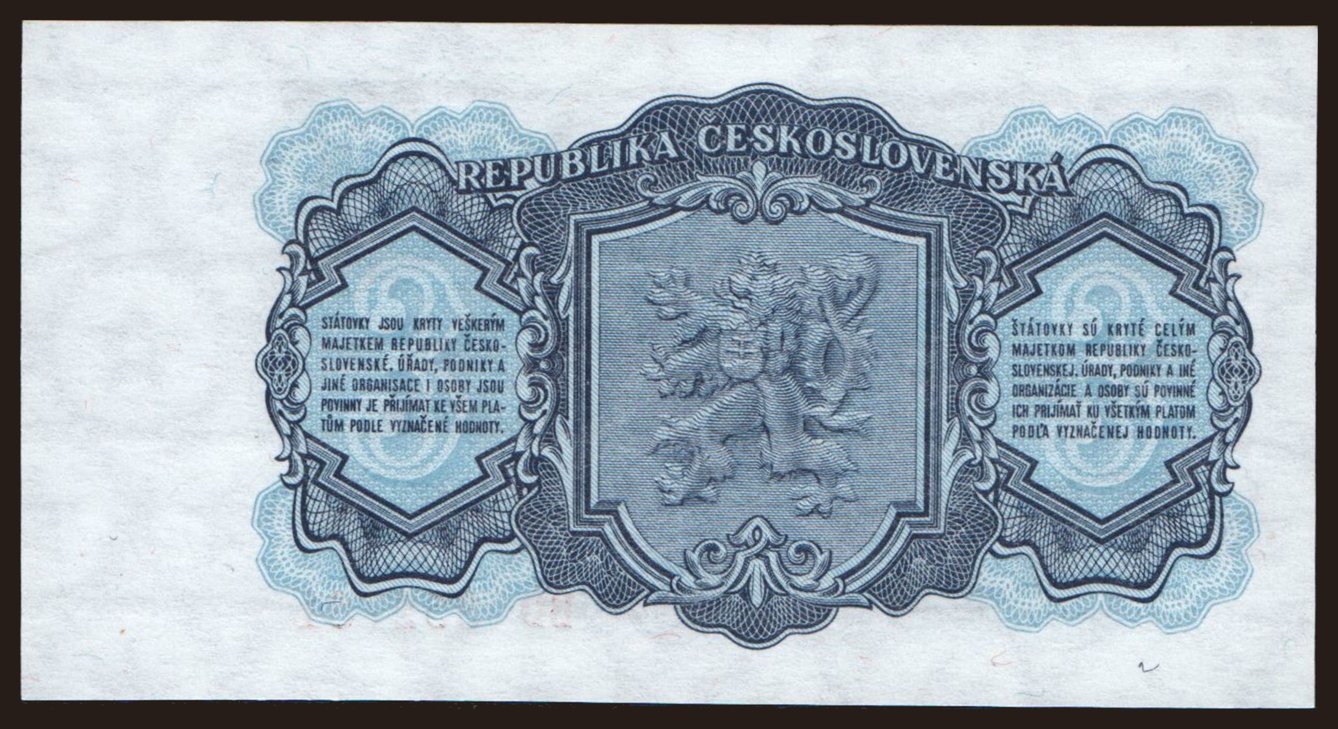 REPUBLIKA ČESKOSLOVENSKÁ
STÁTOVKY JSOU KRYTY VEŠKERÝM
MAJETKEM REPUBLIKY ČESKO-
SLOVENSKÉ. ÚŘADY, PODNIKY A
JINÉ ORGANISACE I OSOBY JSOU
POVINNY JE PŘIJÍMAT KE VŠEM PLA-
TŮM PODLE VYZNAČENÉ HODNOTY.
3
ŠTÁTOVKY SÚ KRYTÉ CELÝM
MAJETKOM REPUBLIKY ČESKO-
SLOVENSKEJ. ÚRADY, PODNIKY A INÉ
ORGANIZÁCIE A OSOBY SÚ POVINNÉ
ICH PRIJÍMAŤ KU VŠETKÝM PLATOM
PODĽA VYZNAČENEJ HODNOTY.
3